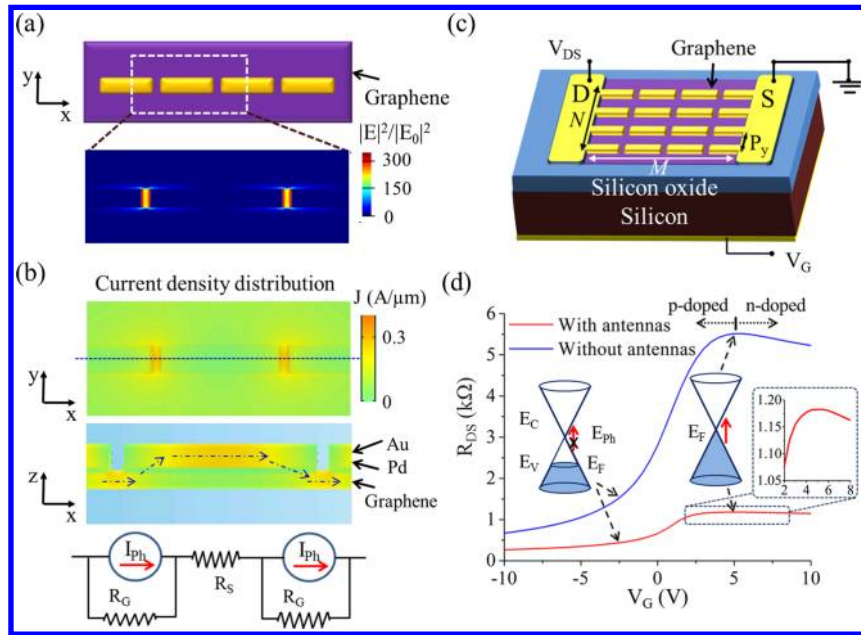 (a)
y
x
Graphene
|E|²/|E₀|²
300
150
0
(b)
Current density distribution
J (A/µm)
0.4
0
y
x
Au
Pd
Graphene
z
x
I_Ph
I_Ph
R_S
R_G
R_G
(c)
V_DS
Graphene
D
S
N
P_y
M
Silicon oxide
Silicon
V_G
(d)
p-doped
n-doped
With antennas
Without antennas
R_DS (kΩ)
6
5
4
3
2
1
0
E_C
E_Ph
E_V
E_F
E_F
1.20
1.15
1.10
1.05
2 4 6 8
-10 -5 0 5 10
V_G (V)